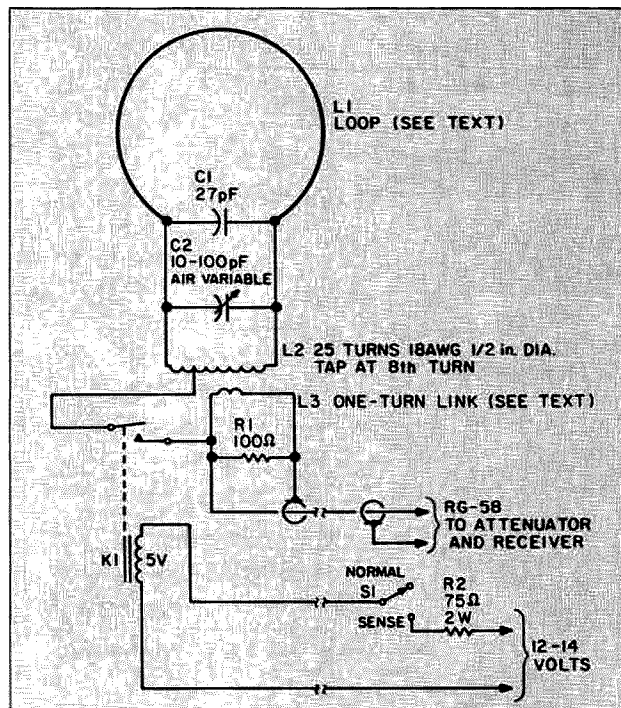 L1
LOOP (SEE TEXT)
C1
27pF
C2
10-100pF
AIR VARIABLE
L2 25 TURNS 18AWG 1/2 in. DIA.
TAP AT 8th TURN
L3 ONE-TURN LINK (SEE TEXT)
R1
100Ω
RG-58
TO ATTENUATOR
AND RECEIVER
K1
5V
NORMAL
S1
R2
75Ω
2W
SENSE
12-14
VOLTS